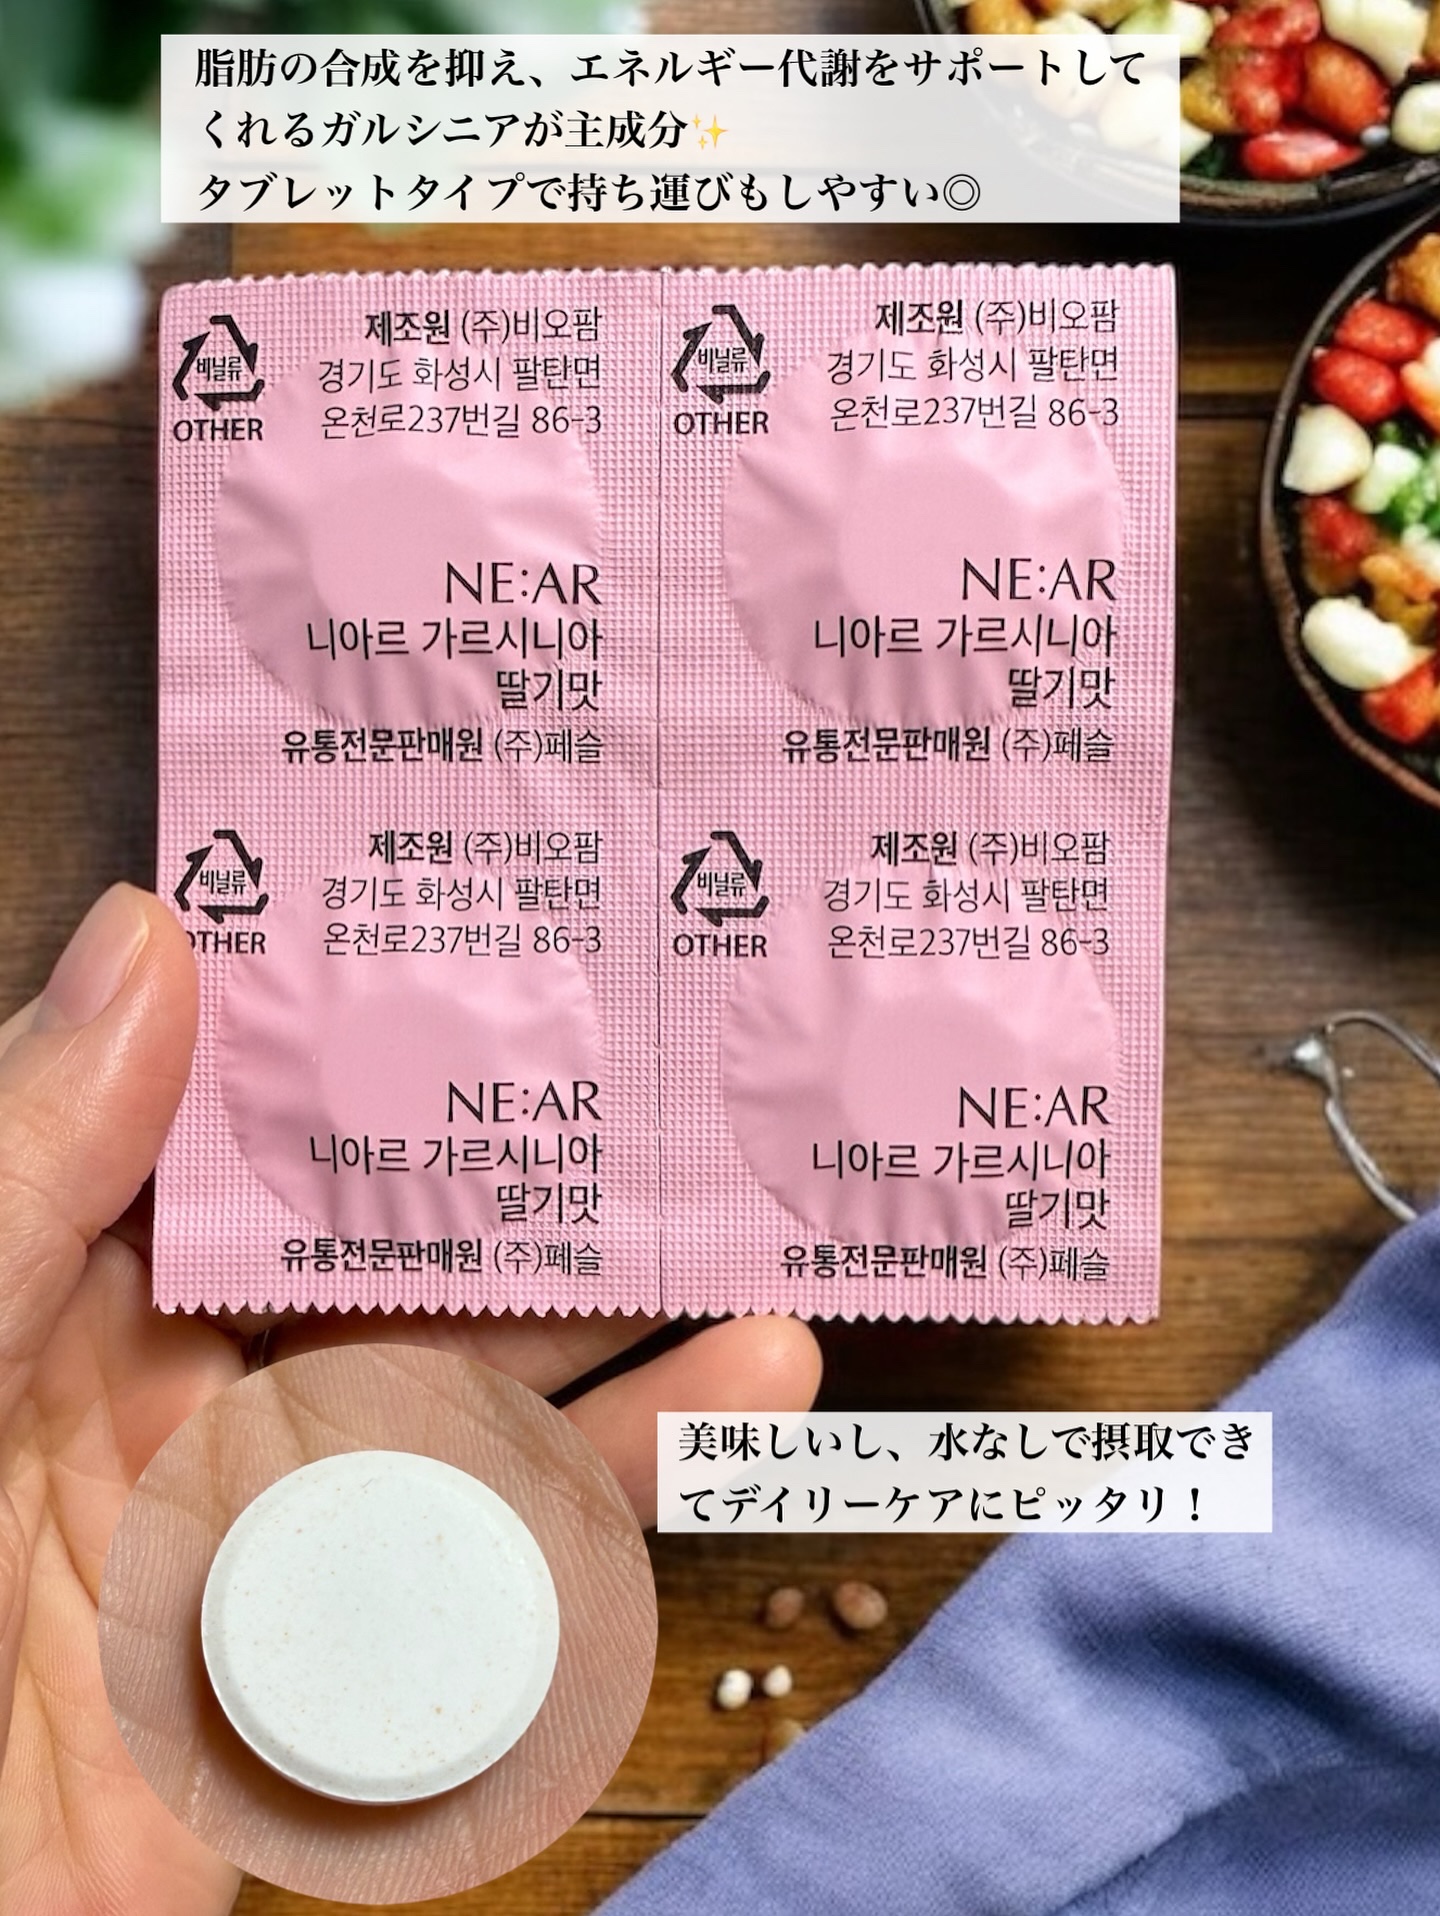 脂肪の合成を抑え、エネルギー代謝をサポートして
くれるガルシニアが主成分✨
タブレットタイプで持ち運びもしやすい◎
비닐류
OTHER
제조원 (주)비오팜
경기도 화성시 팔탄면
온천로237번길 86-3
NE:AR
니아르 가르시니아
딸기맛
유통전문판매원 (주)페슬
비닐류
OTHER
제조원 (주)비오팜
경기도 화성시 팔탄면
온천로237번길 86-3
NE:AR
니아르 가르시니아
딸기맛
유통전문판매원 (주)페슬
비닐류
OTHER
제조원 (주)비오팜
경기도 화성시 팔탄면
온천로237번길 86-3
NE:AR
니아르 가르시니아
딸기맛
유통전문판매원 (주)페슬
비닐류
OTHER
제조원 (주)비오팜
경기도 화성시 팔탄면
온천로237번길 86-3
NE:AR
니아르 가르시니아
딸기맛
유통전문판매원 (주)페슬
美味しいし、水なしで摂取でき
てデイリーケアにピッタリ！